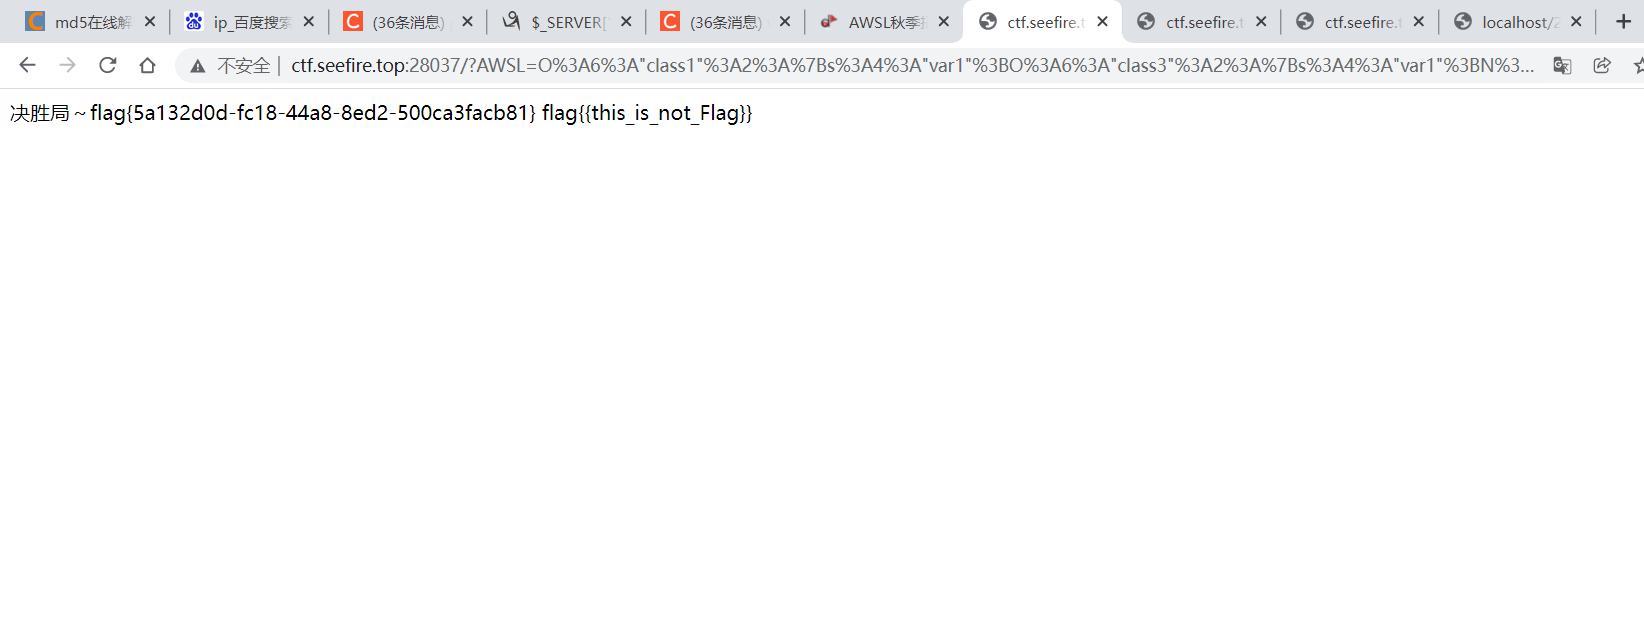 md5在线解
ip_百度搜索
(36条消息)
$_SERVER[
(36条消息)
AWSL秋季招
ctf.seefire.t
ctf.seefire.t
ctf.seefire.t
localhost/2
不安全 | ctf.seefire.top:28037/?AWSL=O%3A6%3A"class1"%3A2%3A%7Bs%3A4%3A"var1"%3BO%3A6%3A"class3"%3A2%3A%7Bs%3A4%3A"var1"%3BN%3...
决胜局～flag{5a132d0d-fc18-44a8-8ed2-500ca3facb81} flag{{this_is_not_Flag}}